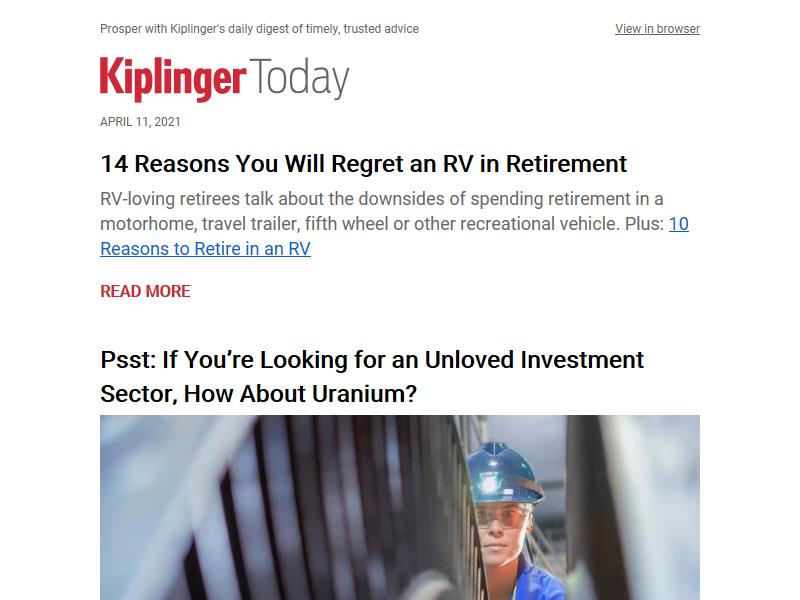 Prosper with Kiplinger's daily digest of timely, trusted advice
View in browser
Kiplinger Today
APRIL 11, 2021
14 Reasons You Will Regret an RV in Retirement
RV-loving retirees talk about the downsides of spending retirement in a
motorhome, travel trailer, fifth wheel or other recreational vehicle. Plus: 10
Reasons to Retire in an RV
READ MORE
Psst: If You’re Looking for an Unloved Investment
Sector, How About Uranium?